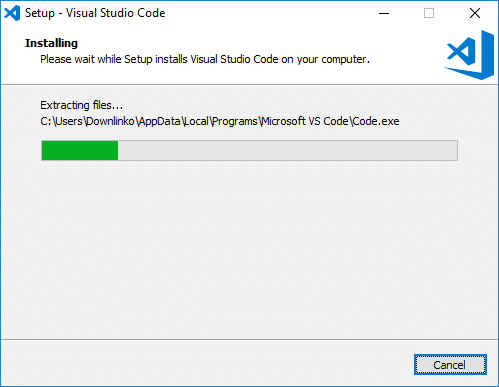 Setup - Visual Studio Code
Installing
Please wait while Setup installs Visual Studio Code on your computer.
Extracting files...
C:\Users\Downlinko\AppData\Local\Programs\Microsoft VS Code\Code.exe
Cancel